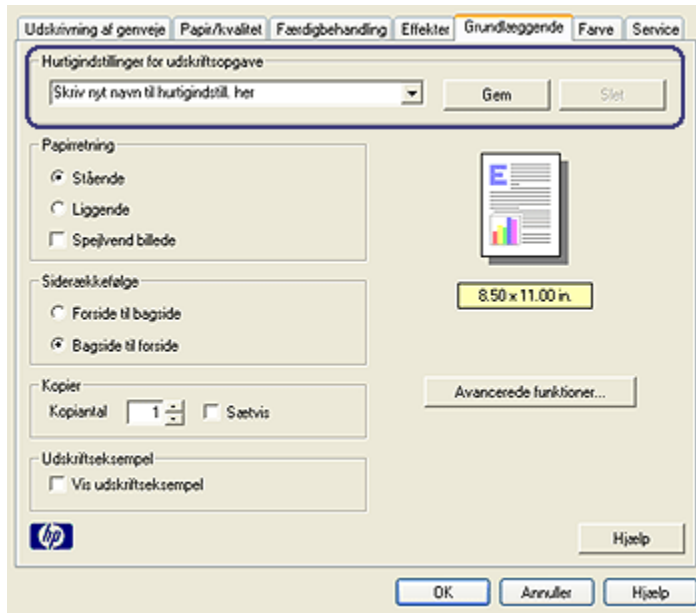 Udskrivning af genveje Papir/kvalitet Færdigbehandling Effekter Grundlæggende Farve Service
Hurtigindstillinger for udskriftsopgave
Skriv nyt navn til hurtigindstill. her
Gem
Slet
Papirretning
Stående
Liggende
Spejlvend billede
E
8.50 x 11.00 in.
Siderækkefølge
Forside til bagside
Bagside til forside
Kopier
Kopiantal 1 Sætvis
Avancerede funktioner...
Udskriftseksempel
Vis udskriftseksempel
hp
Hjælp
OK Annuller Hjælp